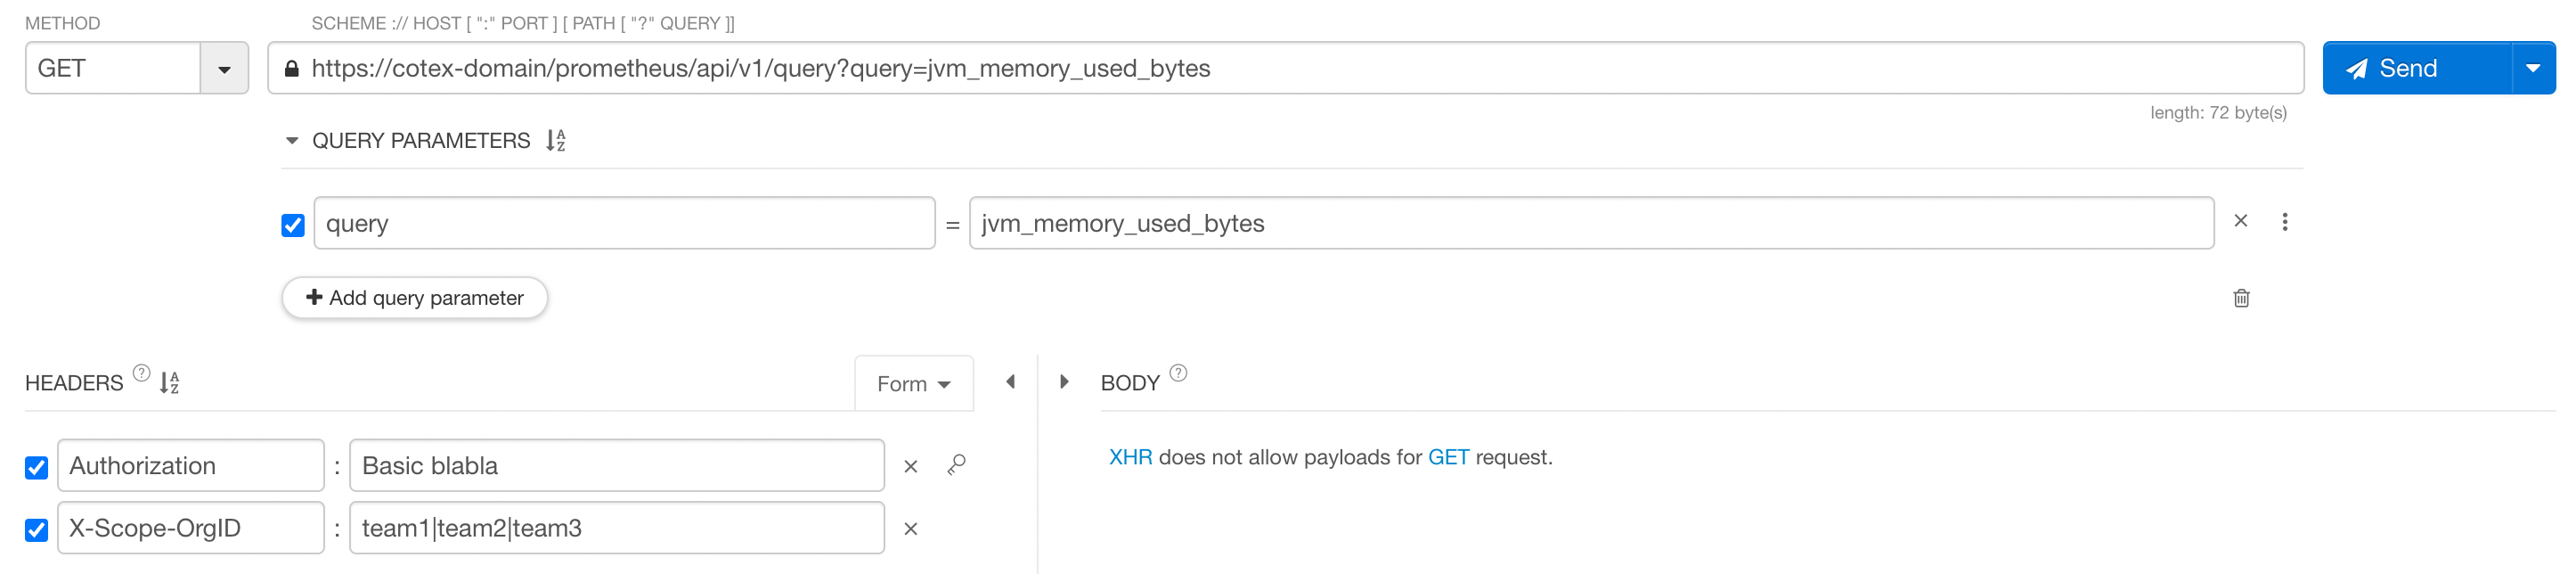 METHOD
SCHEME :// HOST [ ":" PORT ] [ PATH [ "?" QUERY ]]
GET
https://cotex-domain/prometheus/api/v1/query?query=jvm_memory_used_bytes
Send
length: 72 byte(s)
QUERY PARAMETERS
query = jvm_memory_used_bytes
Add query parameter
HEADERS
Form
BODY
Authorization : Basic blabla
XHR does not allow payloads for GET request.
X-Scope-OrgID : team1|team2|team3